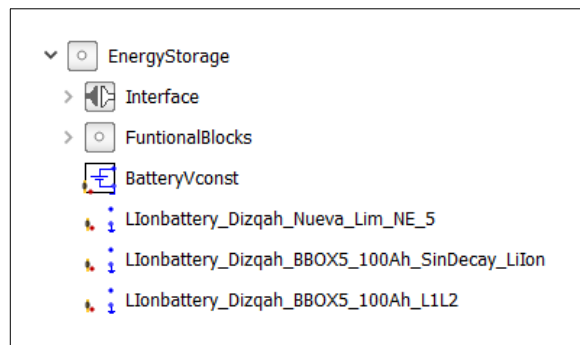 EnergyStorage
Interface
FuntionalBlocks
BatteryVconst
LIonbattery_Dizqah_Nueva_Lim_NE_5
LIonbattery_Dizqah_BBOX5_100Ah_SinDecay_LiIon
LIonbattery_Dizqah_BBOX5_100Ah_L1L2